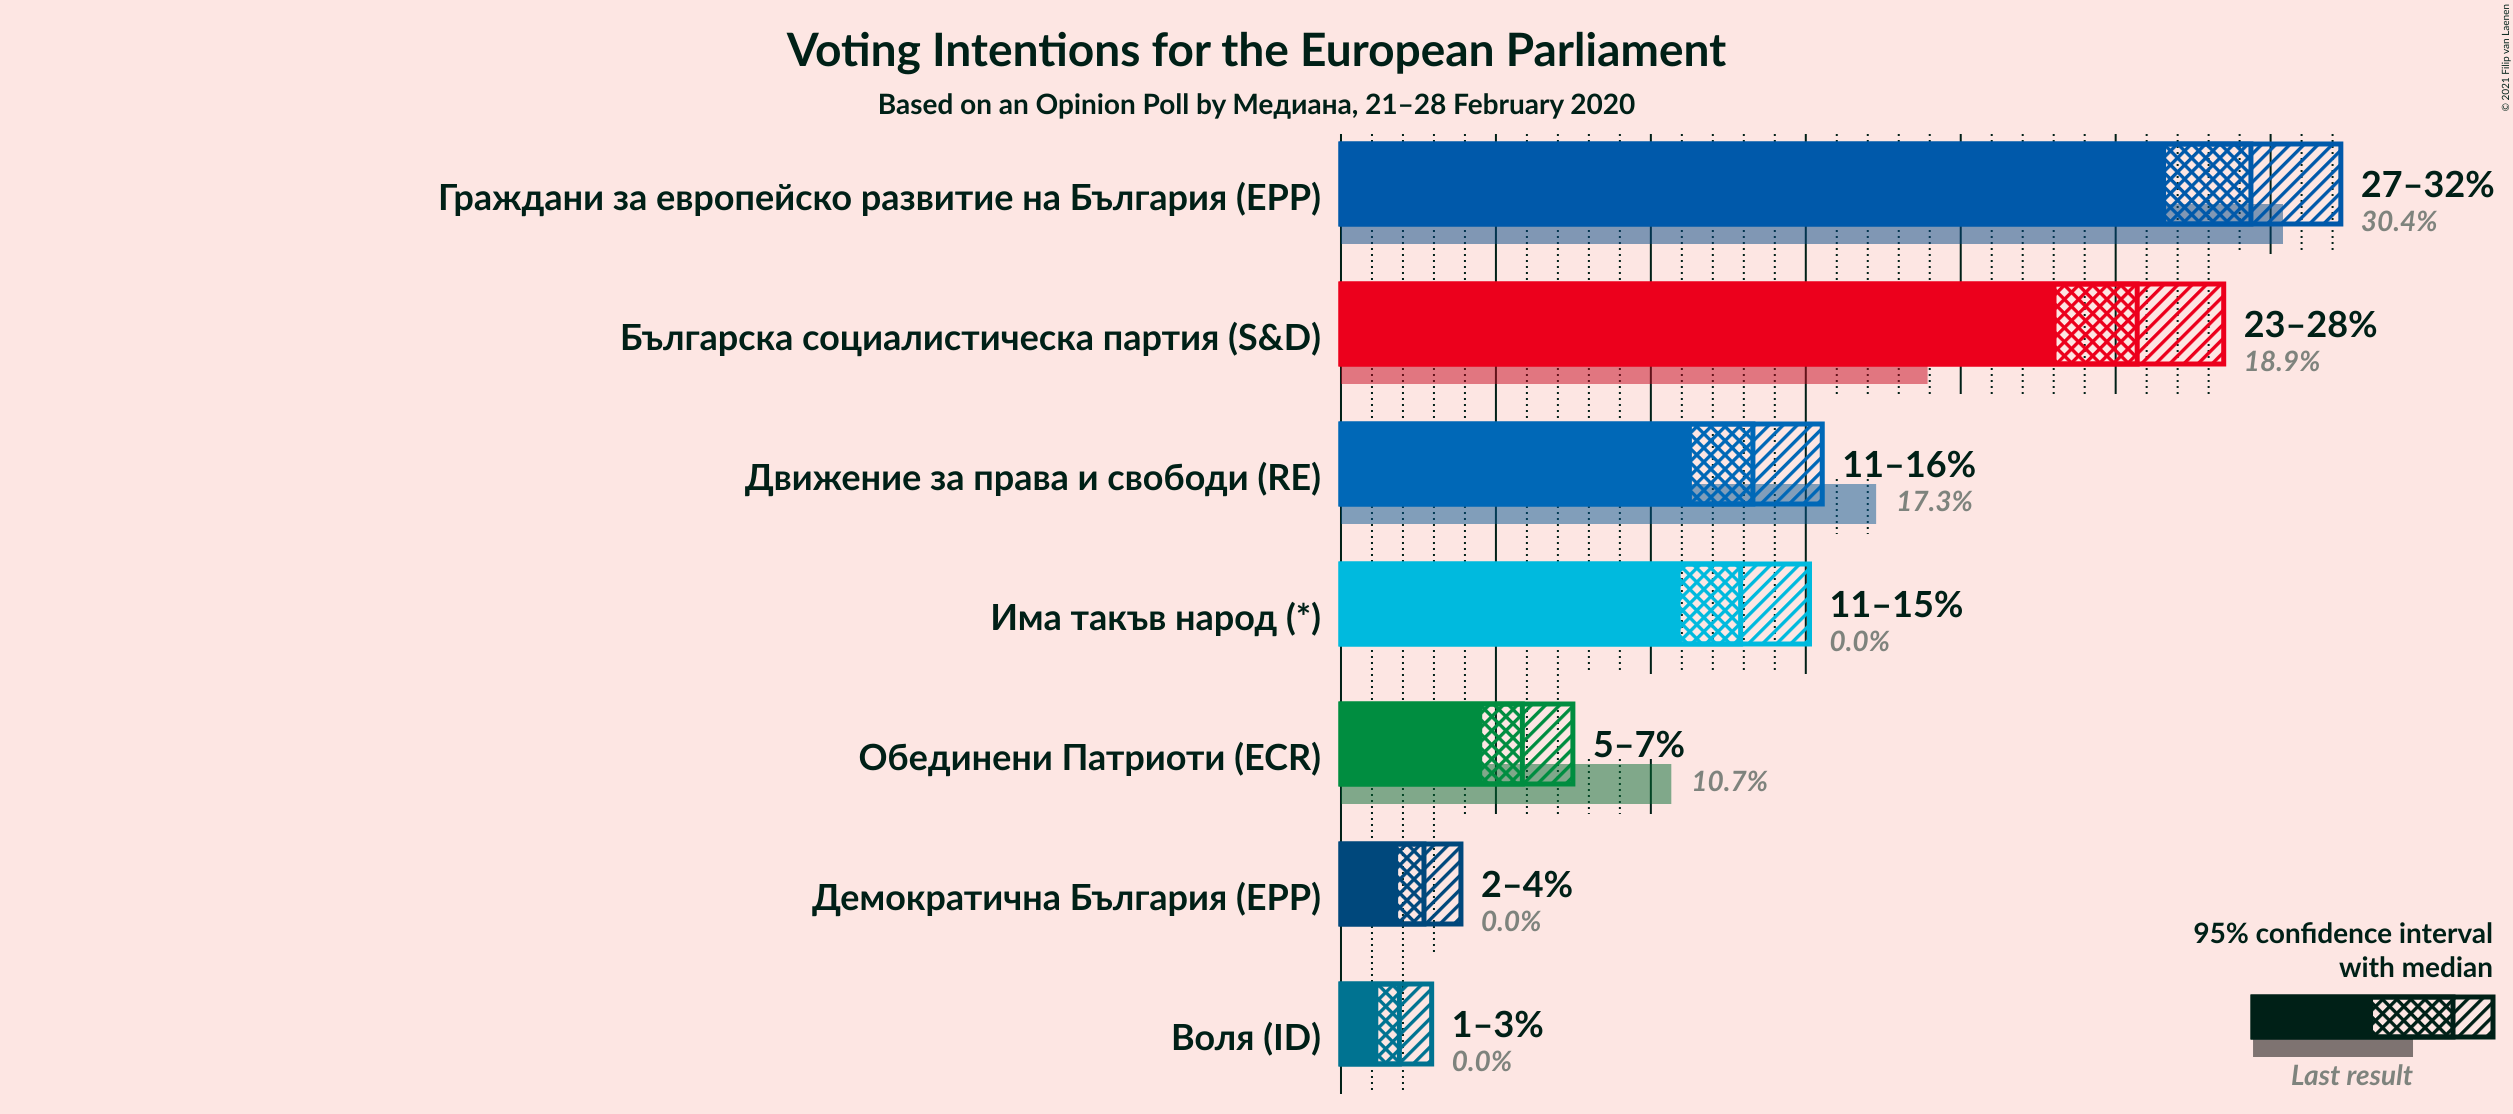 Voting Intentions for the European Parliament
Based on an Opinion Poll by Медиана, 21–28 February 2020
© 2021 Filip van Laenen
Граждани за европейско развитие на България (EPP)
27–32%
30.4%
Българска социалистическа партия (S&D)
23–28%
18.9%
Движение за права и свободи (RE)
11–16%
17.3%
Има такъв народ (*)
11–15%
0.0%
Обединени Патриоти (ECR)
5–7%
10.7%
Демократична България (EPP)
2–4%
0.0%
Воля (ID)
1–3%
0.0%
95% confidence interval
with median
Last result